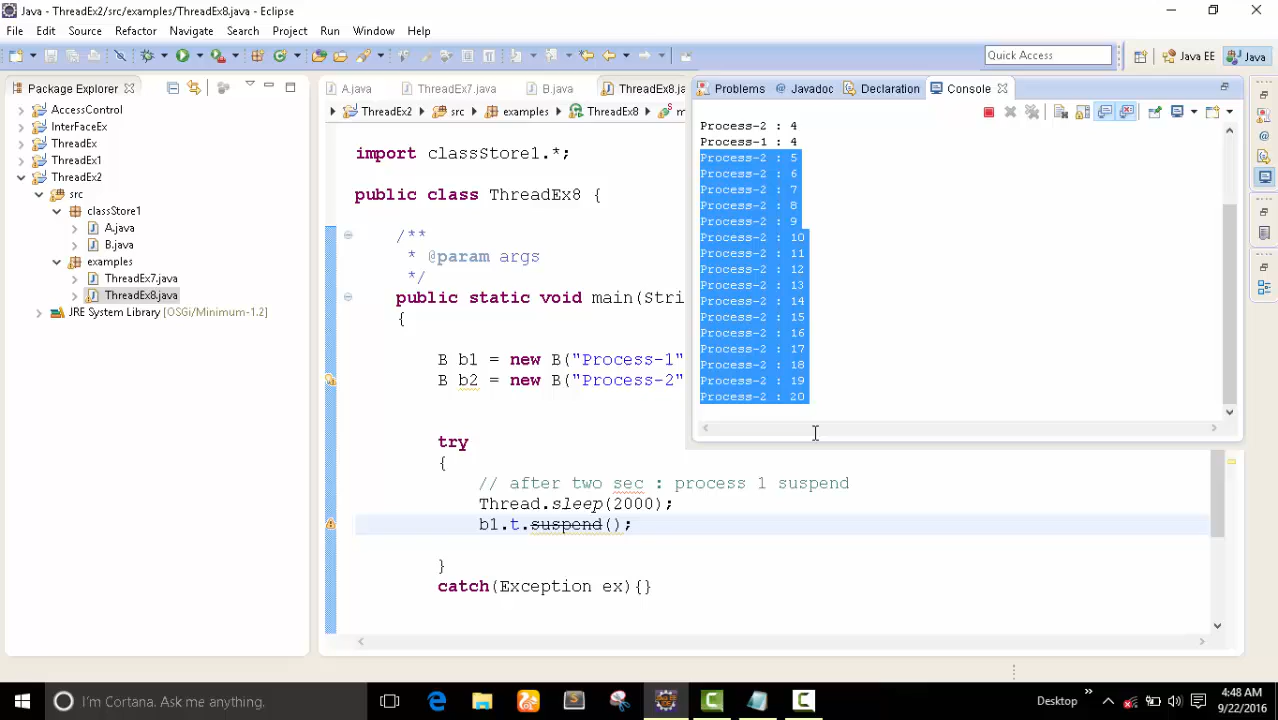 Java - ThreadEx2/src/examples/ThreadEx8.java - Eclipse
File Edit Source Refactor Navigate Search Project Run Window Help
Quick Access
Java EE
Java
Package Explorer
AccessControl
InterFaceEx
ThreadEx
ThreadEx1
ThreadEx2
src
classStore1
A.java
B.java
examples
ThreadEx7.java
ThreadEx8.java
JRE System Library [OSGi/Minimum-1.2]
A.java ThreadEx7.java B.java ThreadEx8.ja
ThreadEx2 src examples ThreadEx8 m
import classStore1.*;
public class ThreadEx8 {
/**
* @param args
*/
public static void main(Stri
{
B b1 = new B("Process-1"
B b2 = new B("Process-2"
try
{
// after two sec : process 1 suspend
Thread.sleep(2000);
b1.t.suspend();
}
catch(Exception ex){}
Problems @ Javadoc Declaration Console
Process-2 : 4
Process-1 : 4
Process-2 : 5
Process-2 : 6
Process-2 : 7
Process-2 : 8
Process-2 : 9
Process-2 : 10
Process-2 : 11
Process-2 : 12
Process-2 : 13
Process-2 : 14
Process-2 : 15
Process-2 : 16
Process-2 : 17
Process-2 : 18
Process-2 : 19
Process-2 : 20
I'm Cortana. Ask me anything.
Desktop
4:48 AM
9/22/2016